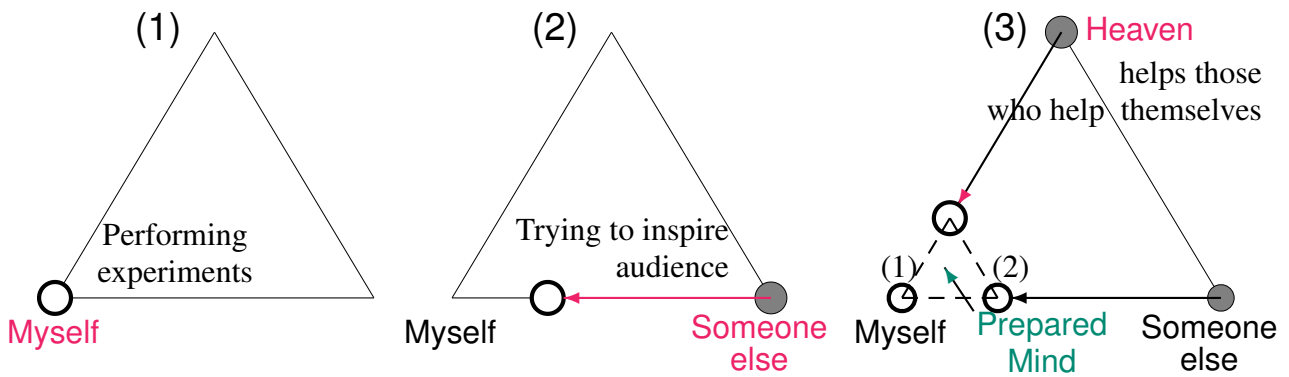 (1)
Performing
experiments
Myself
(2)
Trying to inspire
audience
Myself
Someone
else
(3)
Heaven
helps those
who help themselves
(1)
(2)
Myself
Prepared
Mind
Someone
else